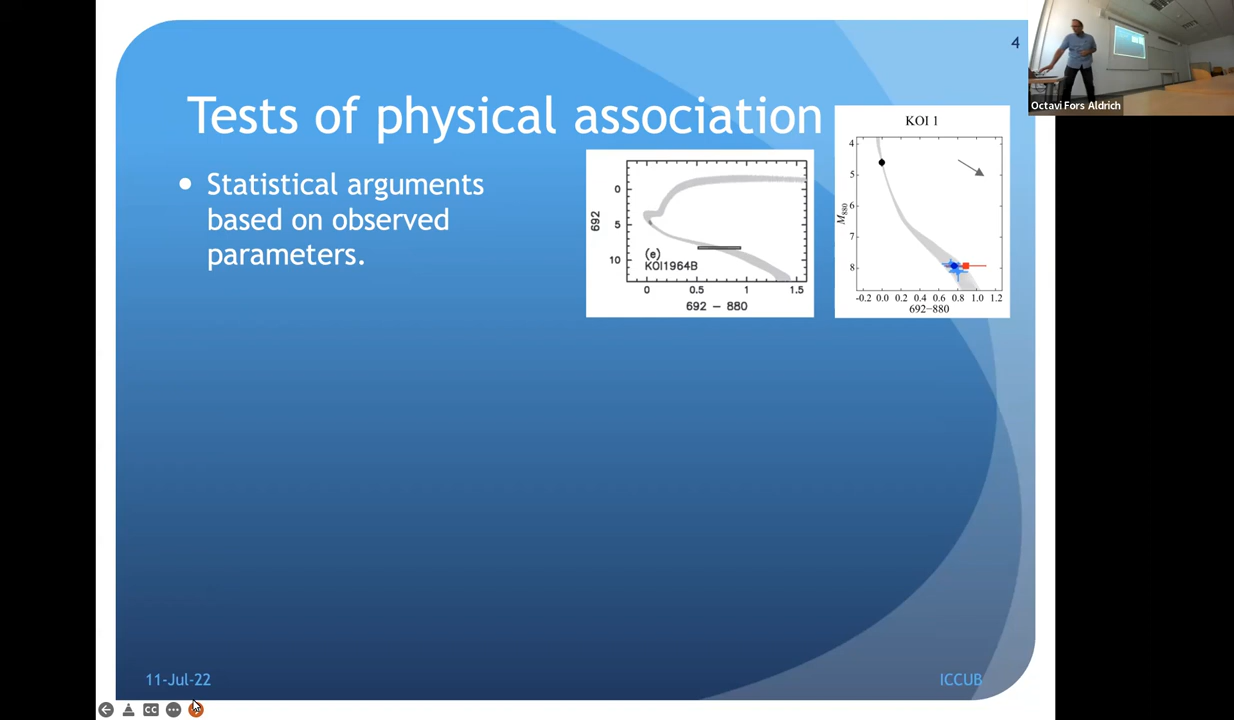 4
Tests of physical association
Statistical arguments
based on observed
parameters.
0
5
10
692
(e)
KOI1964B
0 0.5 1 1.5
692 - 880
KOI 1
4
5
6
7
8
M880
-0.2 0.0 0.2 0.4 0.6 0.8 1.0 1.2
692-880
Octavi Fors Aldrich
11-Jul-22
ICCUB
CC